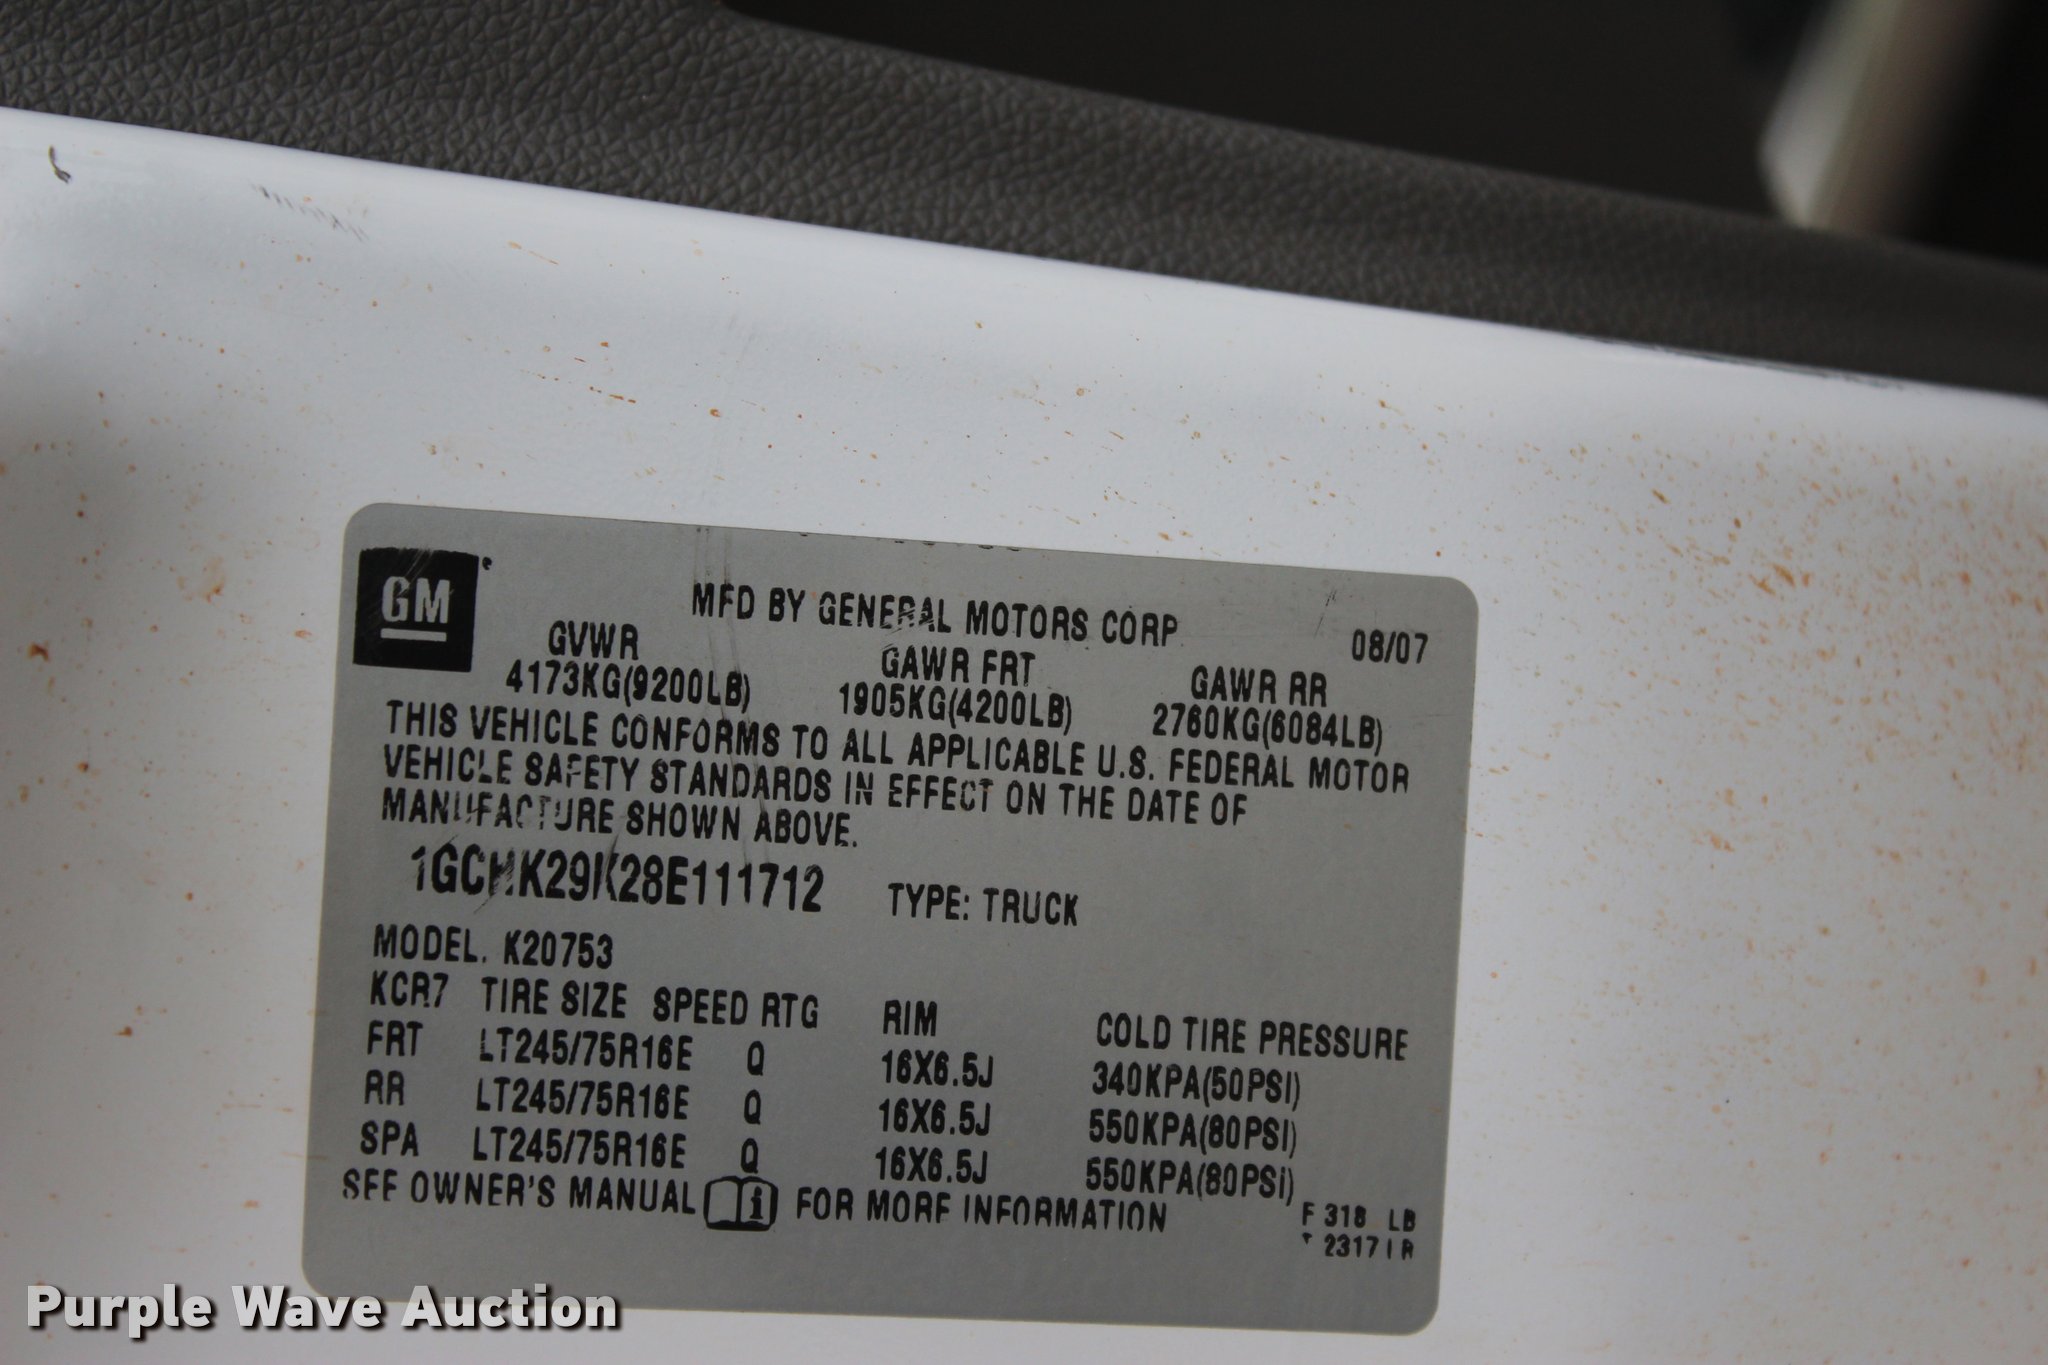 GM
MFD BY GENERAL MOTORS CORP
08/07
GVWR GAWR FRT GAWR RR
4173KG(9200LB) 1905KG(4200LB) 2760KG(6084LB)
THIS VEHICLE CONFORMS TO ALL APPLICABLE U.S. FEDERAL MOTOR
VEHICLE SAFETY STANDARDS IN EFFECT ON THE DATE OF
MANUFACTURE SHOWN ABOVE.
1GCHK29K28E111712 TYPE: TRUCK
MODEL. K20753
KCR7 TIRE SIZE SPEED RTG RIM COLD TIRE PRESSURE
FRT LT245/75R16E Q 16X6.5J 340KPA(50PSI)
RR LT245/75R16E Q 16X6.5J 550KPA(80PSI)
SPA LT245/75R16E Q 16X6.5J 550KPA(80PSI)
SEE OWNER'S MANUAL i FOR MORE INFORMATION
F 318 LB
T 2317 LB
Purple Wave Auction